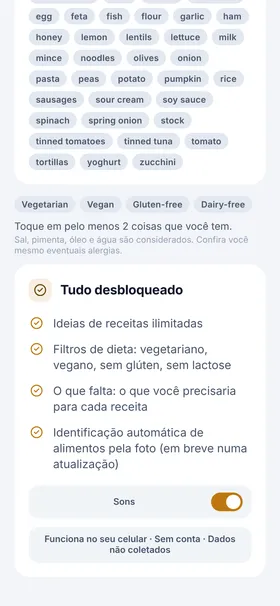 egg feta fish flour garlic ham
honey lemon lentils lettuce milk
mince noodles olives onion
pasta peas potato pumpkin rice
sausages sour cream soy sauce
spinach spring onion stock
tinned tomatoes tinned tuna tomato
tortillas yoghurt zucchini
Vegetarian Vegan Gluten-free Dairy-free
Toque em pelo menos 2 coisas que você tem.
Sal, pimenta, óleo e água são considerados. Confira você
mesmo eventuais alergias.
Tudo desbloqueado
Ideias de receitas ilimitadas
Filtros de dieta: vegetariano,
vegano, sem glúten, sem lactose
O que falta: o que você precisaria
para cada receita
Identificação automática de
alimentos pela foto (em breve numa
atualização)
Sons
Funciona no seu celular · Sem conta · Dados
não coletados